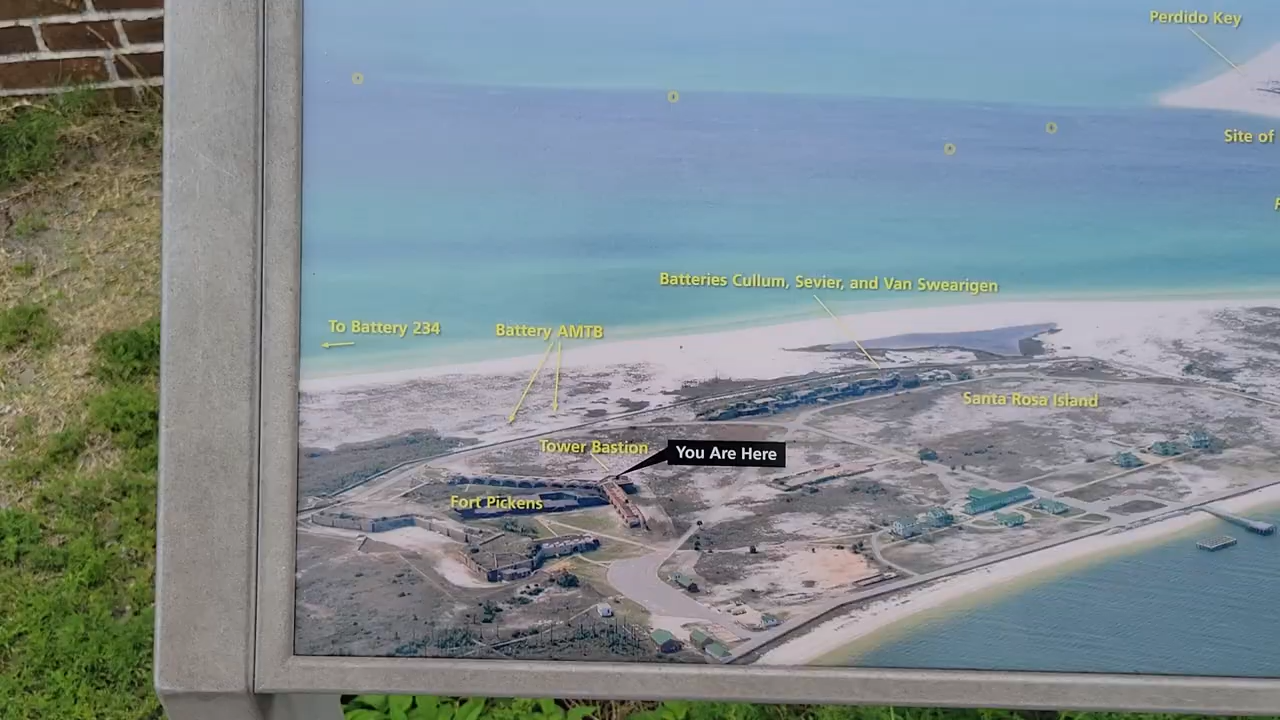 Perdido Key
Site of
Batteries Cullum, Sevier, and Van Swearigen
To Battery 234
Battery AMTB
Santa Rosa Island
Tower Bastion
You Are Here
Fort Pickens